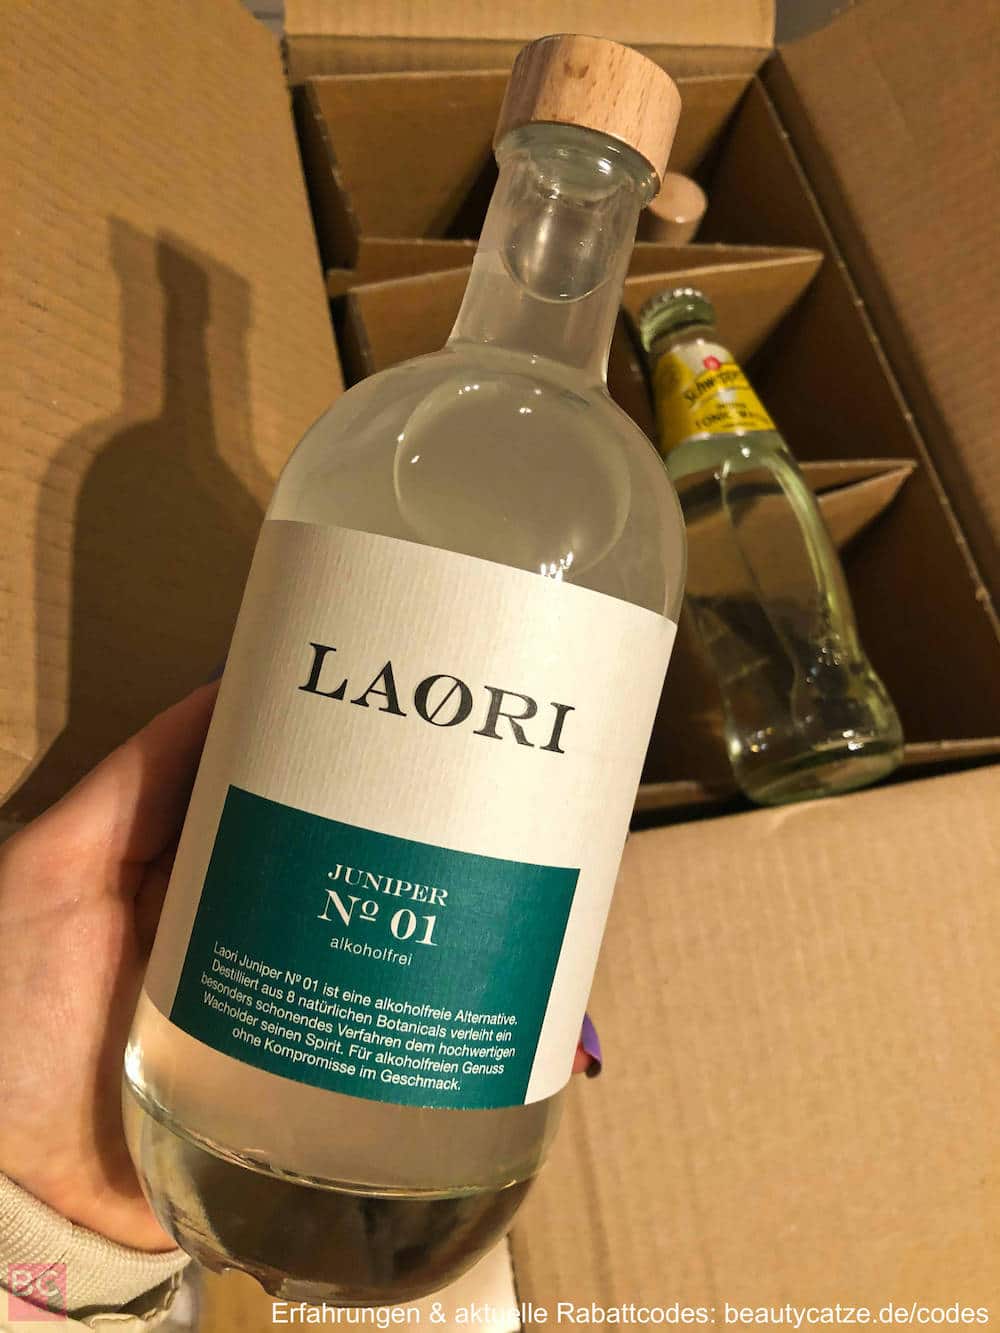 LAØRI
JUNIPER
Nº 01
alkoholfrei
Laori Juniper Nº 01 ist eine alkoholfreie Alternative.
Destilliert aus 8 natürlichen Botanicals verleiht ein
besonders schonendes Verfahren dem hochwertigen
Wacholder seinen Spirit. Für alkoholfreien Genuss
ohne Kompromisse im Geschmack.
TONIC
BC
Erfahrungen & aktuelle Rabattcodes: beautycatze.de/codes